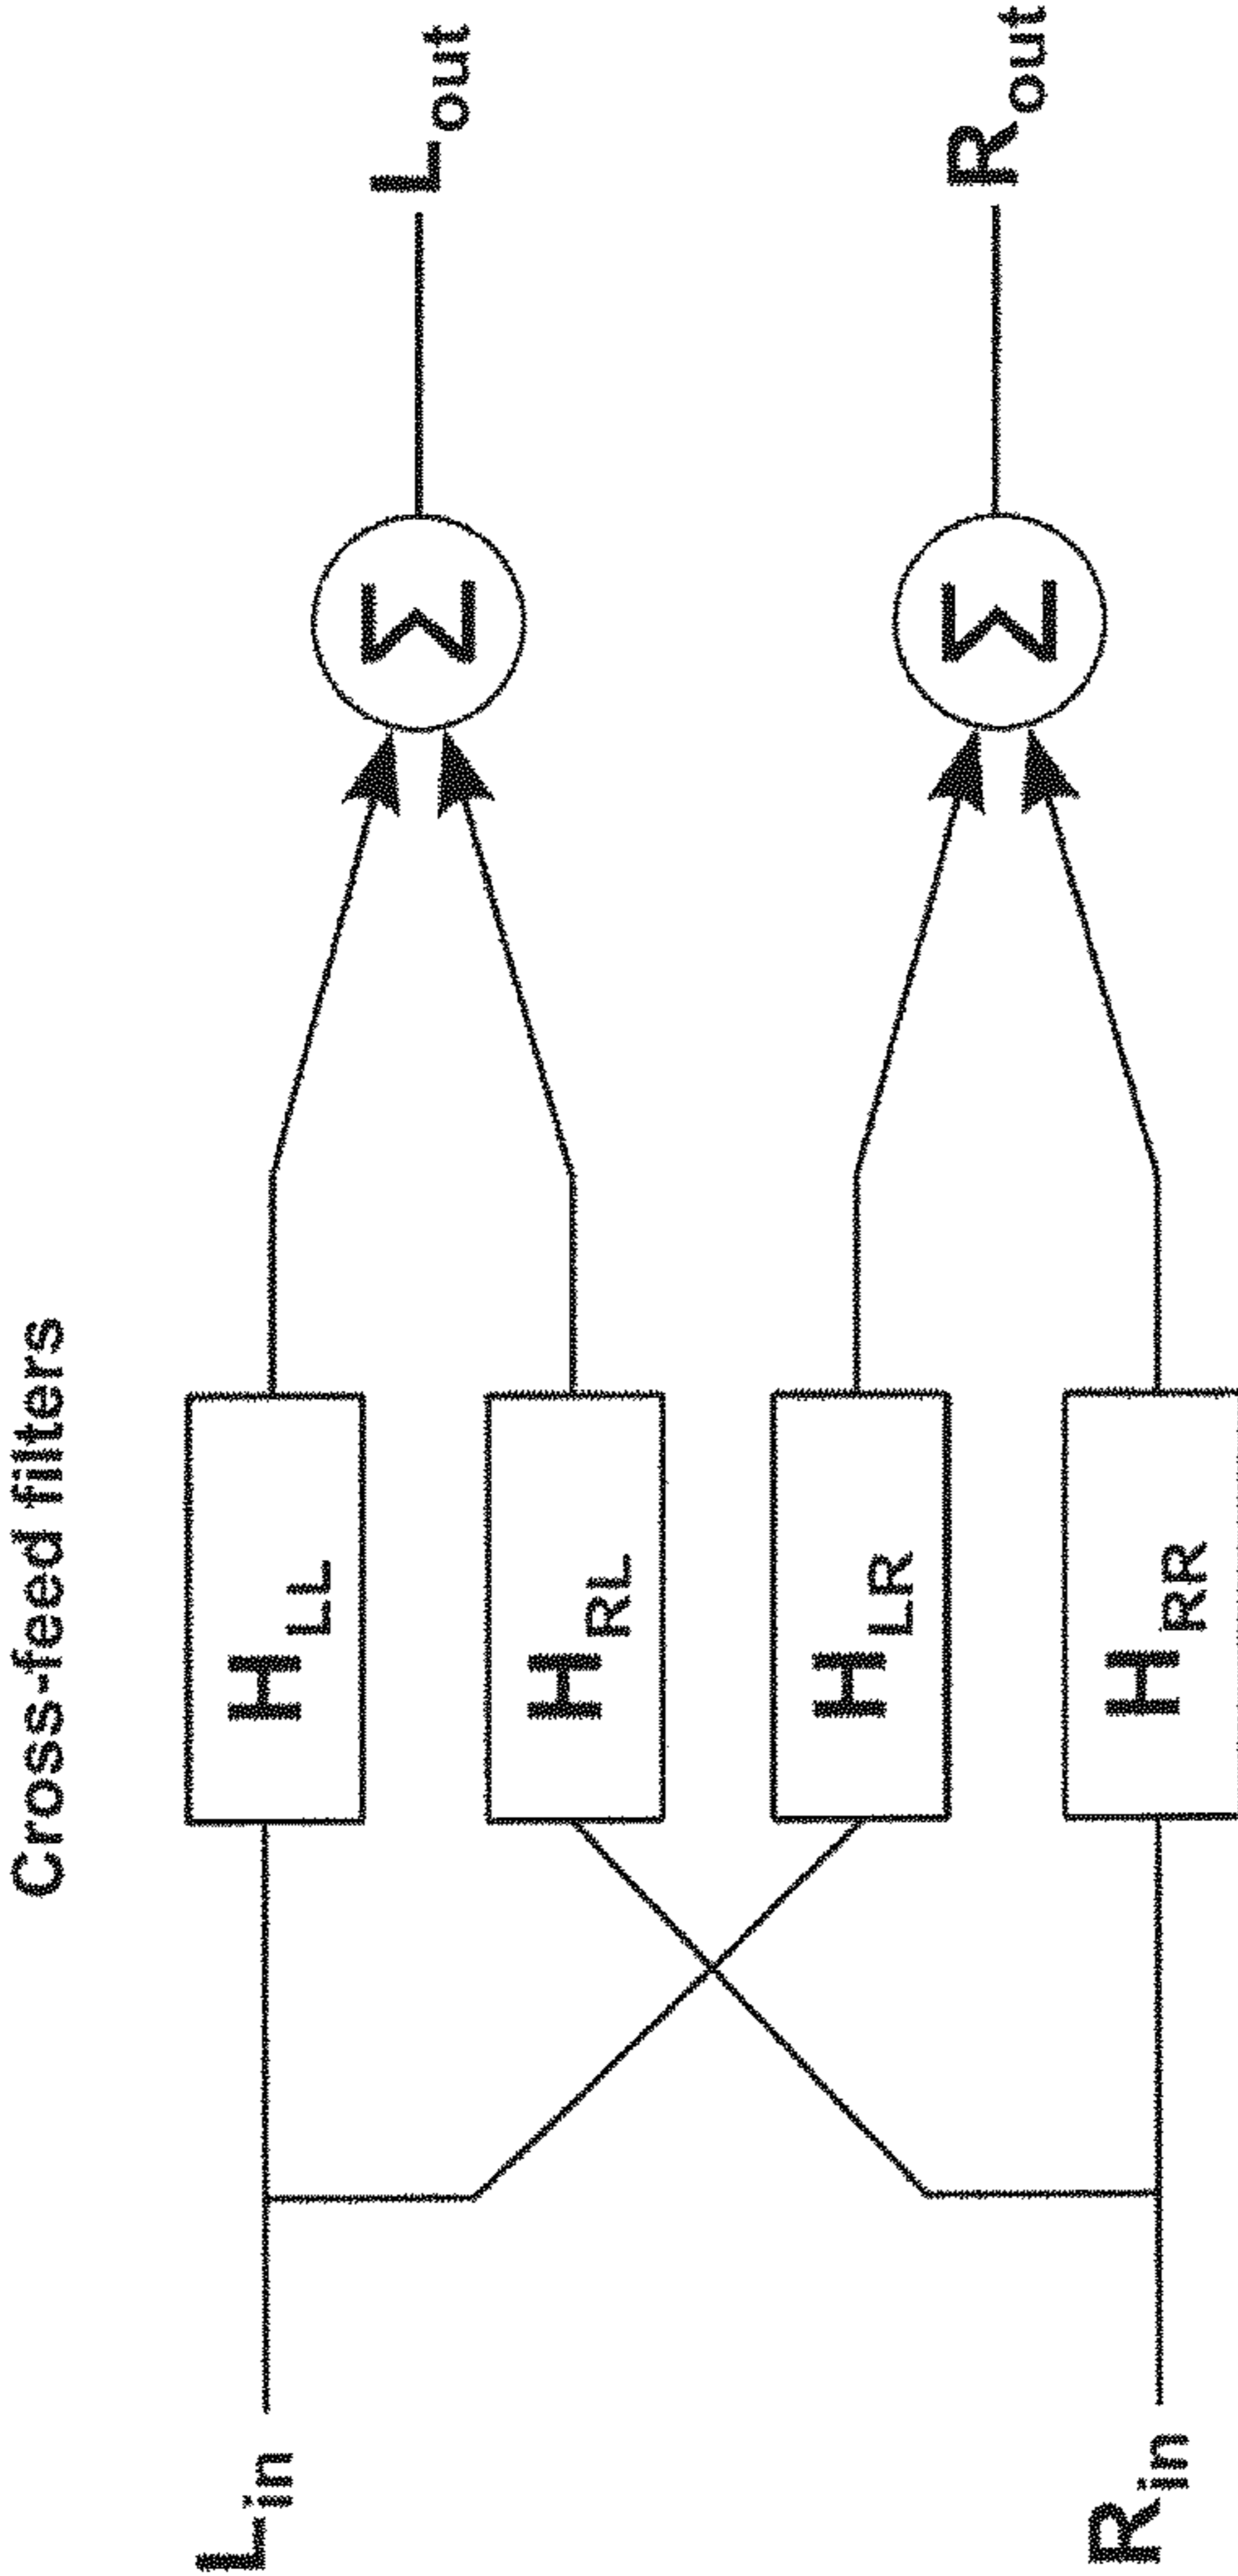 Cross-feed filters
L_in
H_LL
Σ
L_out
H_RL
H_LR
R_in
H_RR
Σ
R_out